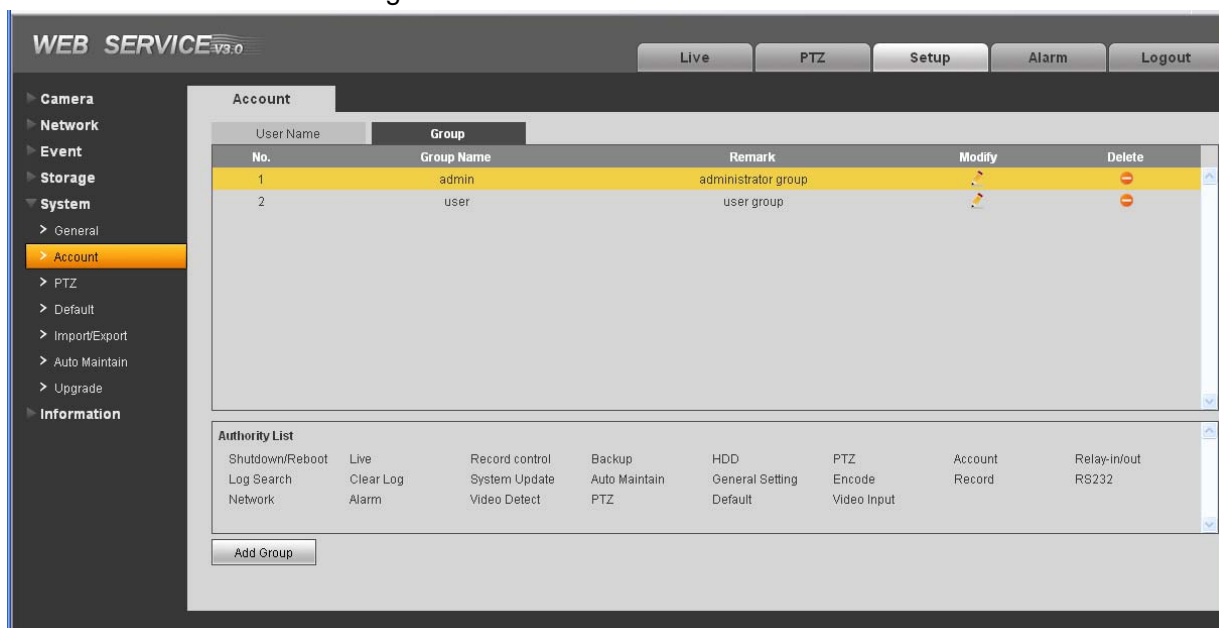 WEB SERVICE V3.0
Live PTZ Setup Alarm Logout
Camera
Network
Event
Storage
System
General
Account
PTZ
Default
Import/Export
Auto Maintain
Upgrade
Information
Account
User Name Group
No. Group Name Remark Modify Delete
1 admin administrator group
2 user user group
Authority List
Shutdown/Reboot Live Record control Backup HDD PTZ Account Relay-in/out
Log Search Clear Log System Update Auto Maintain General Setting Encode Record RS232
Network Alarm Video Detect PTZ Default Video Input
Add Group